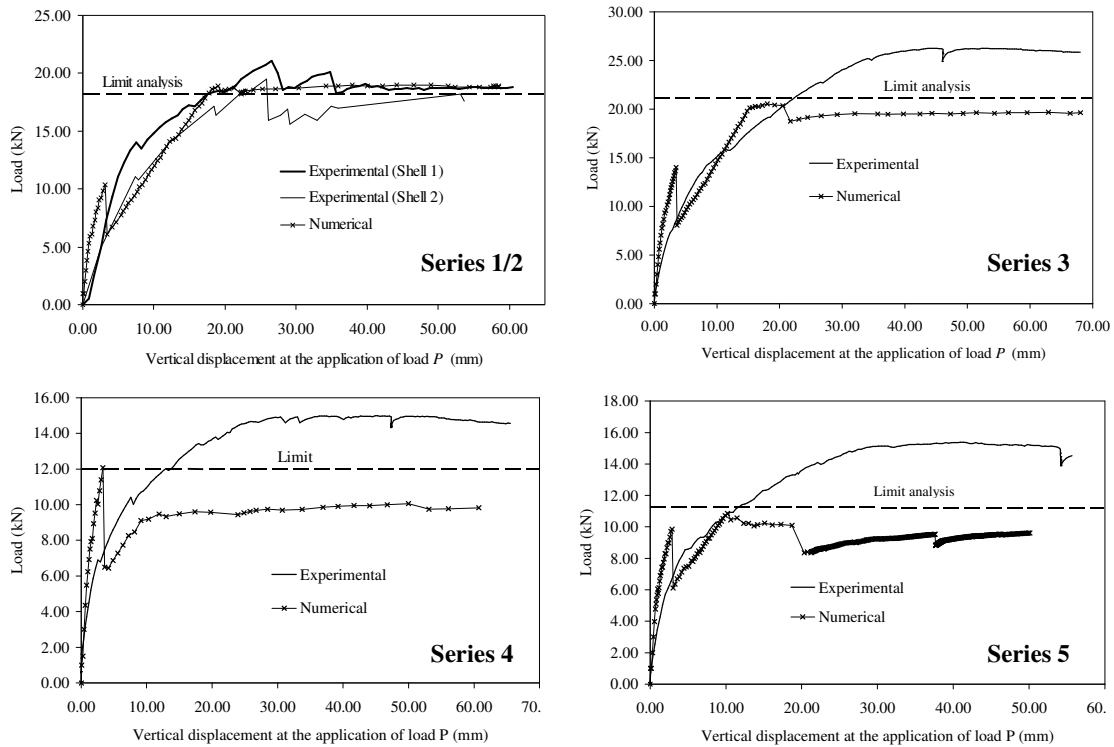 25.00
20.00
15.00
10.00
5.00
0.00
Load (kN)
Limit analysis
Experimental (Shell 1)
Experimental (Shell 2)
Numerical
Series 1/2
0.00 10.00 20.00 30.00 40.00 50.00 60.00
Vertical displacement at the application of load P (mm)
30.00
25.00
20.00
15.00
10.00
5.00
0.00
Load (kN)
Limit analysis
Experimental
Numerical
Series 3
0.00 10.00 20.00 30.00 40.00 50.00 60.00 70.00
Vertical displacement at the application of load P (mm)
16.00
14.00
12.00
10.00
8.00
6.00
4.00
2.00
0.00
Load (kN)
Limit
Experimental
Numerical
Series 4
0.00 10.00 20.00 30.00 40.00 50.00 60.00 70.
Vertical displacement at the application of load P (mm)
18.00
16.00
14.00
12.00
10.00
8.00
6.00
4.00
2.00
0.00
Load (kN)
Limit analysis
Experimental
Numerical
Series 5
0.00 10.00 20.00 30.00 40.00 50.00 60.00 70.
Vertical displacement at the application of load P (mm)